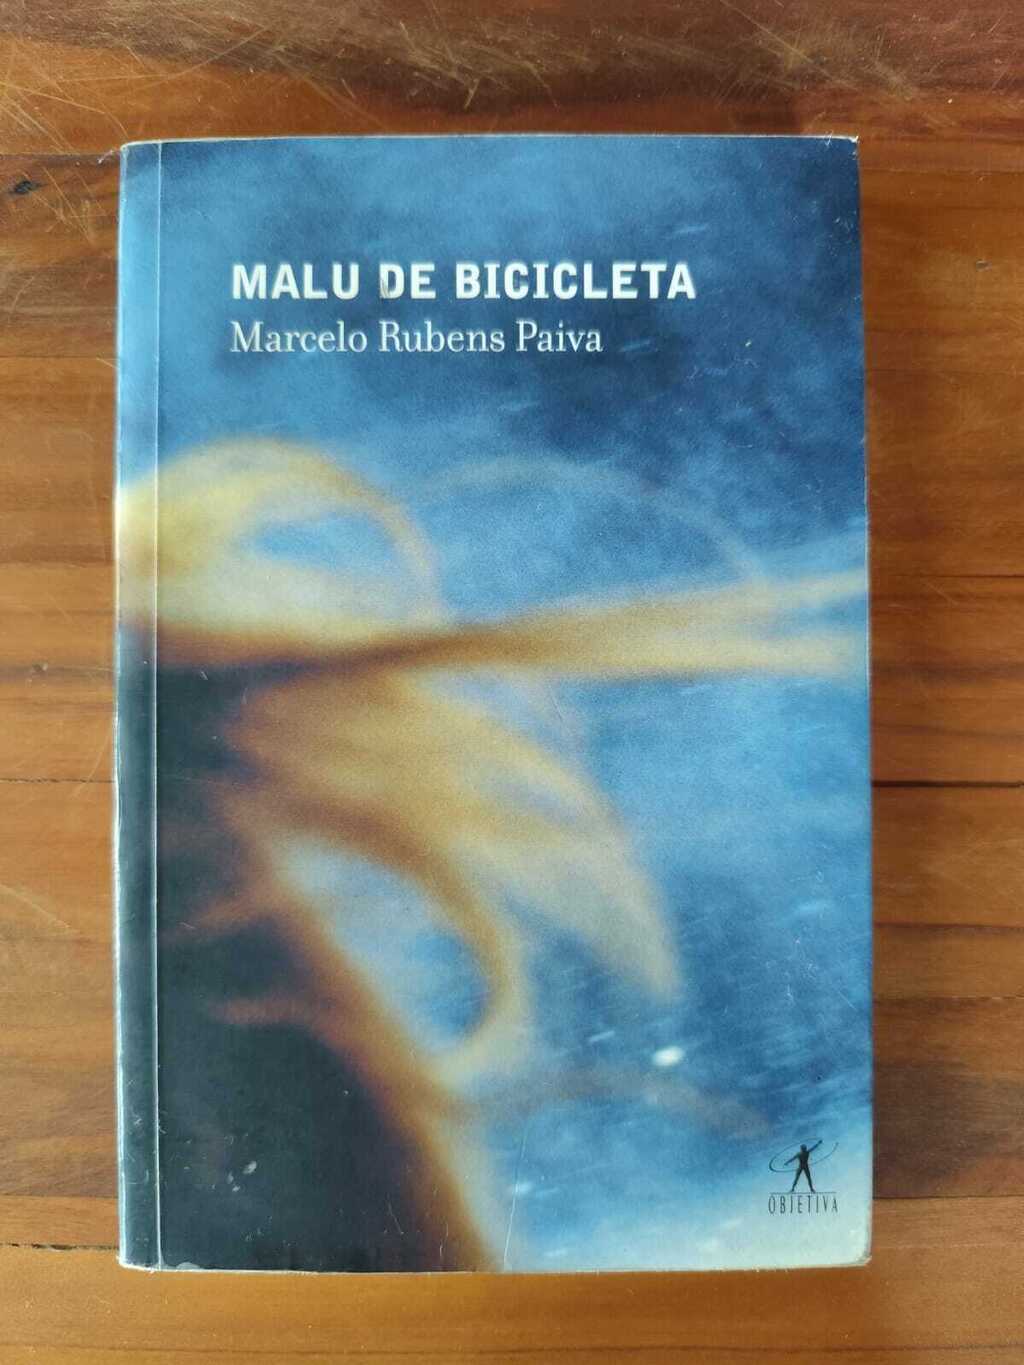 MALU DE BICICLETA
Marcelo Rubens Paiva
OBJETIVA